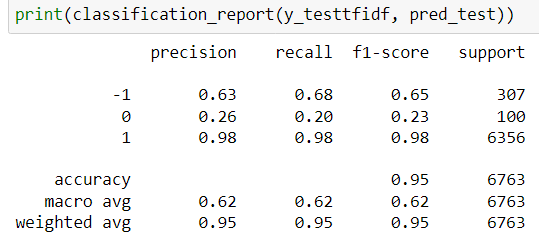 print(classification_report(y_testtfidf, pred_test))
precision recall f1-score support
-1 0.63 0.68 0.65 307
0 0.26 0.20 0.23 100
1 0.98 0.98 0.98 6356
accuracy 0.95 6763
macro avg 0.62 0.62 0.62 6763
weighted avg 0.95 0.95 0.95 6763